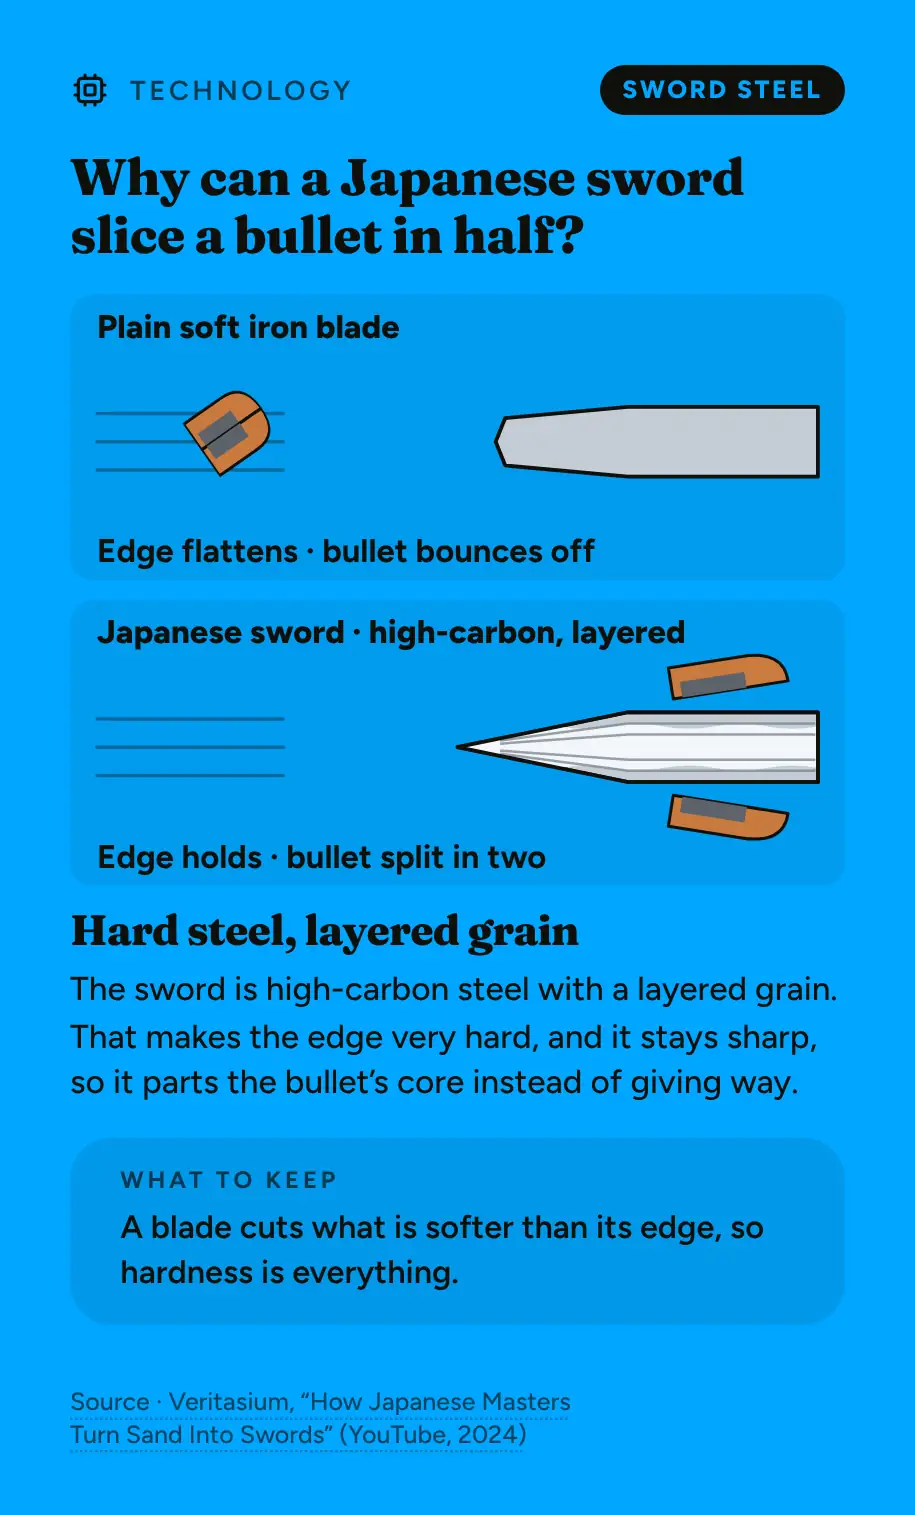 TECHNOLOGY
SWORD STEEL
Why can a Japanese sword
slice a bullet in half?
Plain soft iron blade
Edge flattens · bullet bounces off
Japanese sword · high-carbon, layered
Edge holds · bullet split in two
Hard steel, layered grain
The sword is high-carbon steel with a layered grain.
That makes the edge very hard, and it stays sharp,
so it parts the bullet’s core instead of giving way.
WHAT TO KEEP
A blade cuts what is softer than its edge, so
hardness is everything.
Source · Veritasium, “How Japanese Masters
Turn Sand Into Swords” (YouTube, 2024)